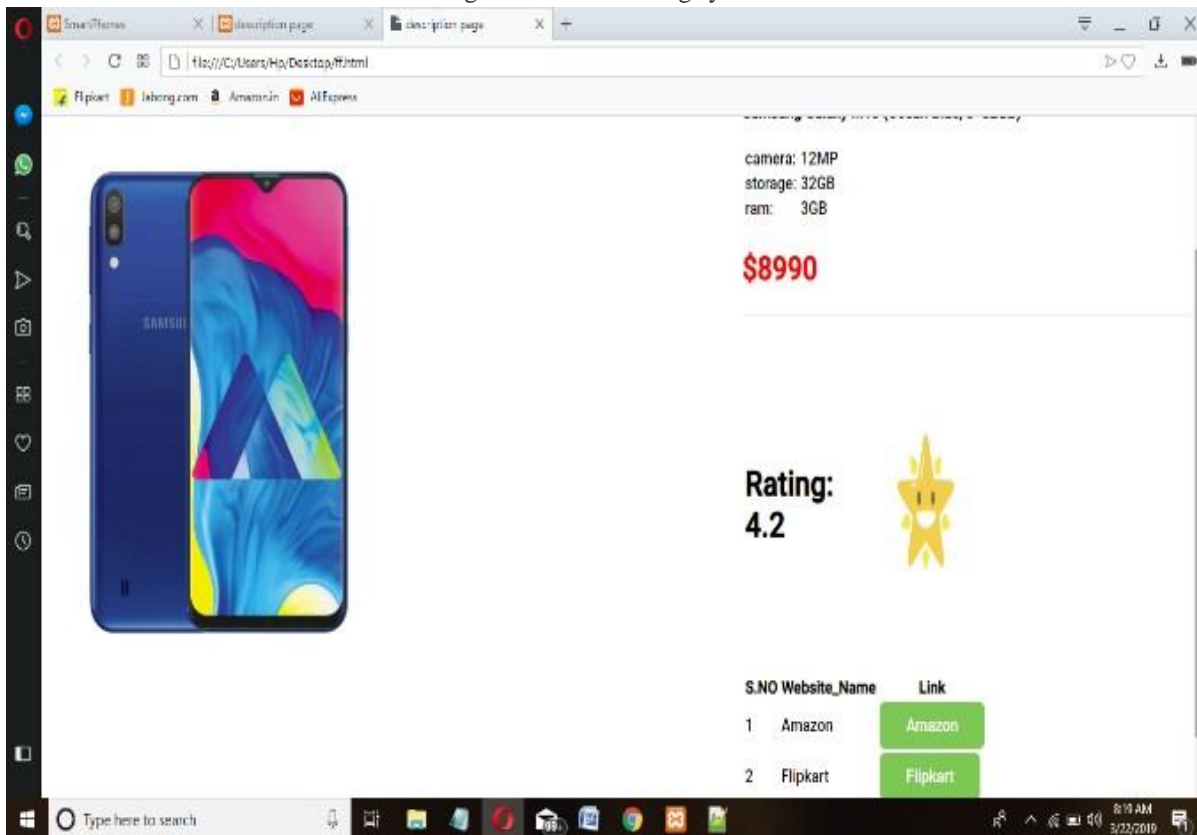 SmartPhones description page description page
file:///C:/Users/Hp/Desktop/ff.html
Flipkart Jabong.com Amazon.in AliExpress
camera: 12MP
storage: 32GB
ram: 3GB
$8990
SAMSU
Rating:
4.2
S.NO Website_Name Link
1 Amazon Amazon
2 Flipkart Flipkart
Type here to search
8:19 AM
3/22/2019